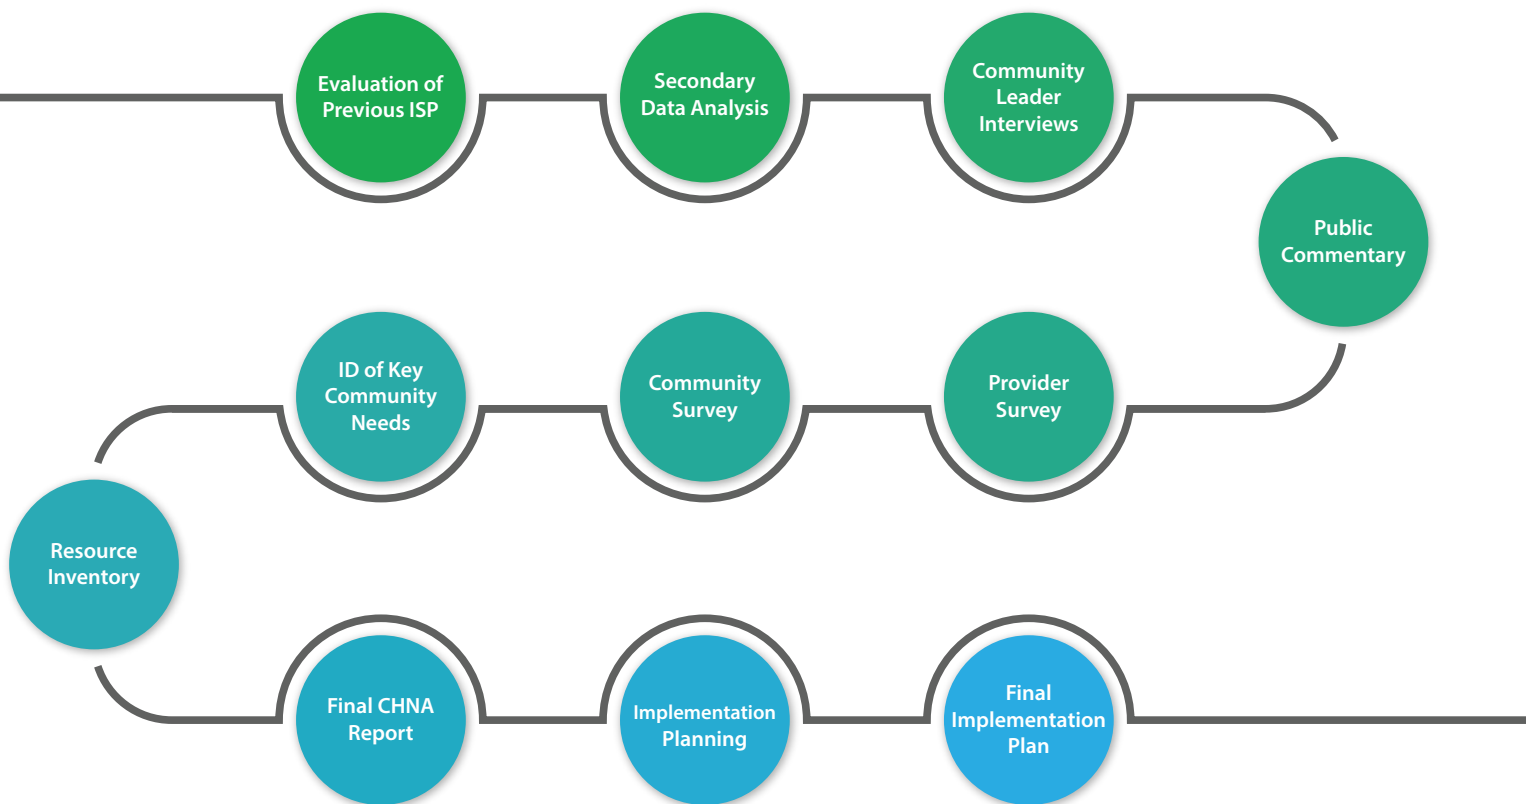 Evaluation of
Previous ISP
Secondary
Data Analysis
Community
Leader
Interviews
Public
Commentary
Provider
Survey
Community
Survey
ID of Key
Community
Needs
Resource
Inventory
Final CHNA
Report
Implementation
Planning
Final
Implementation
Plan